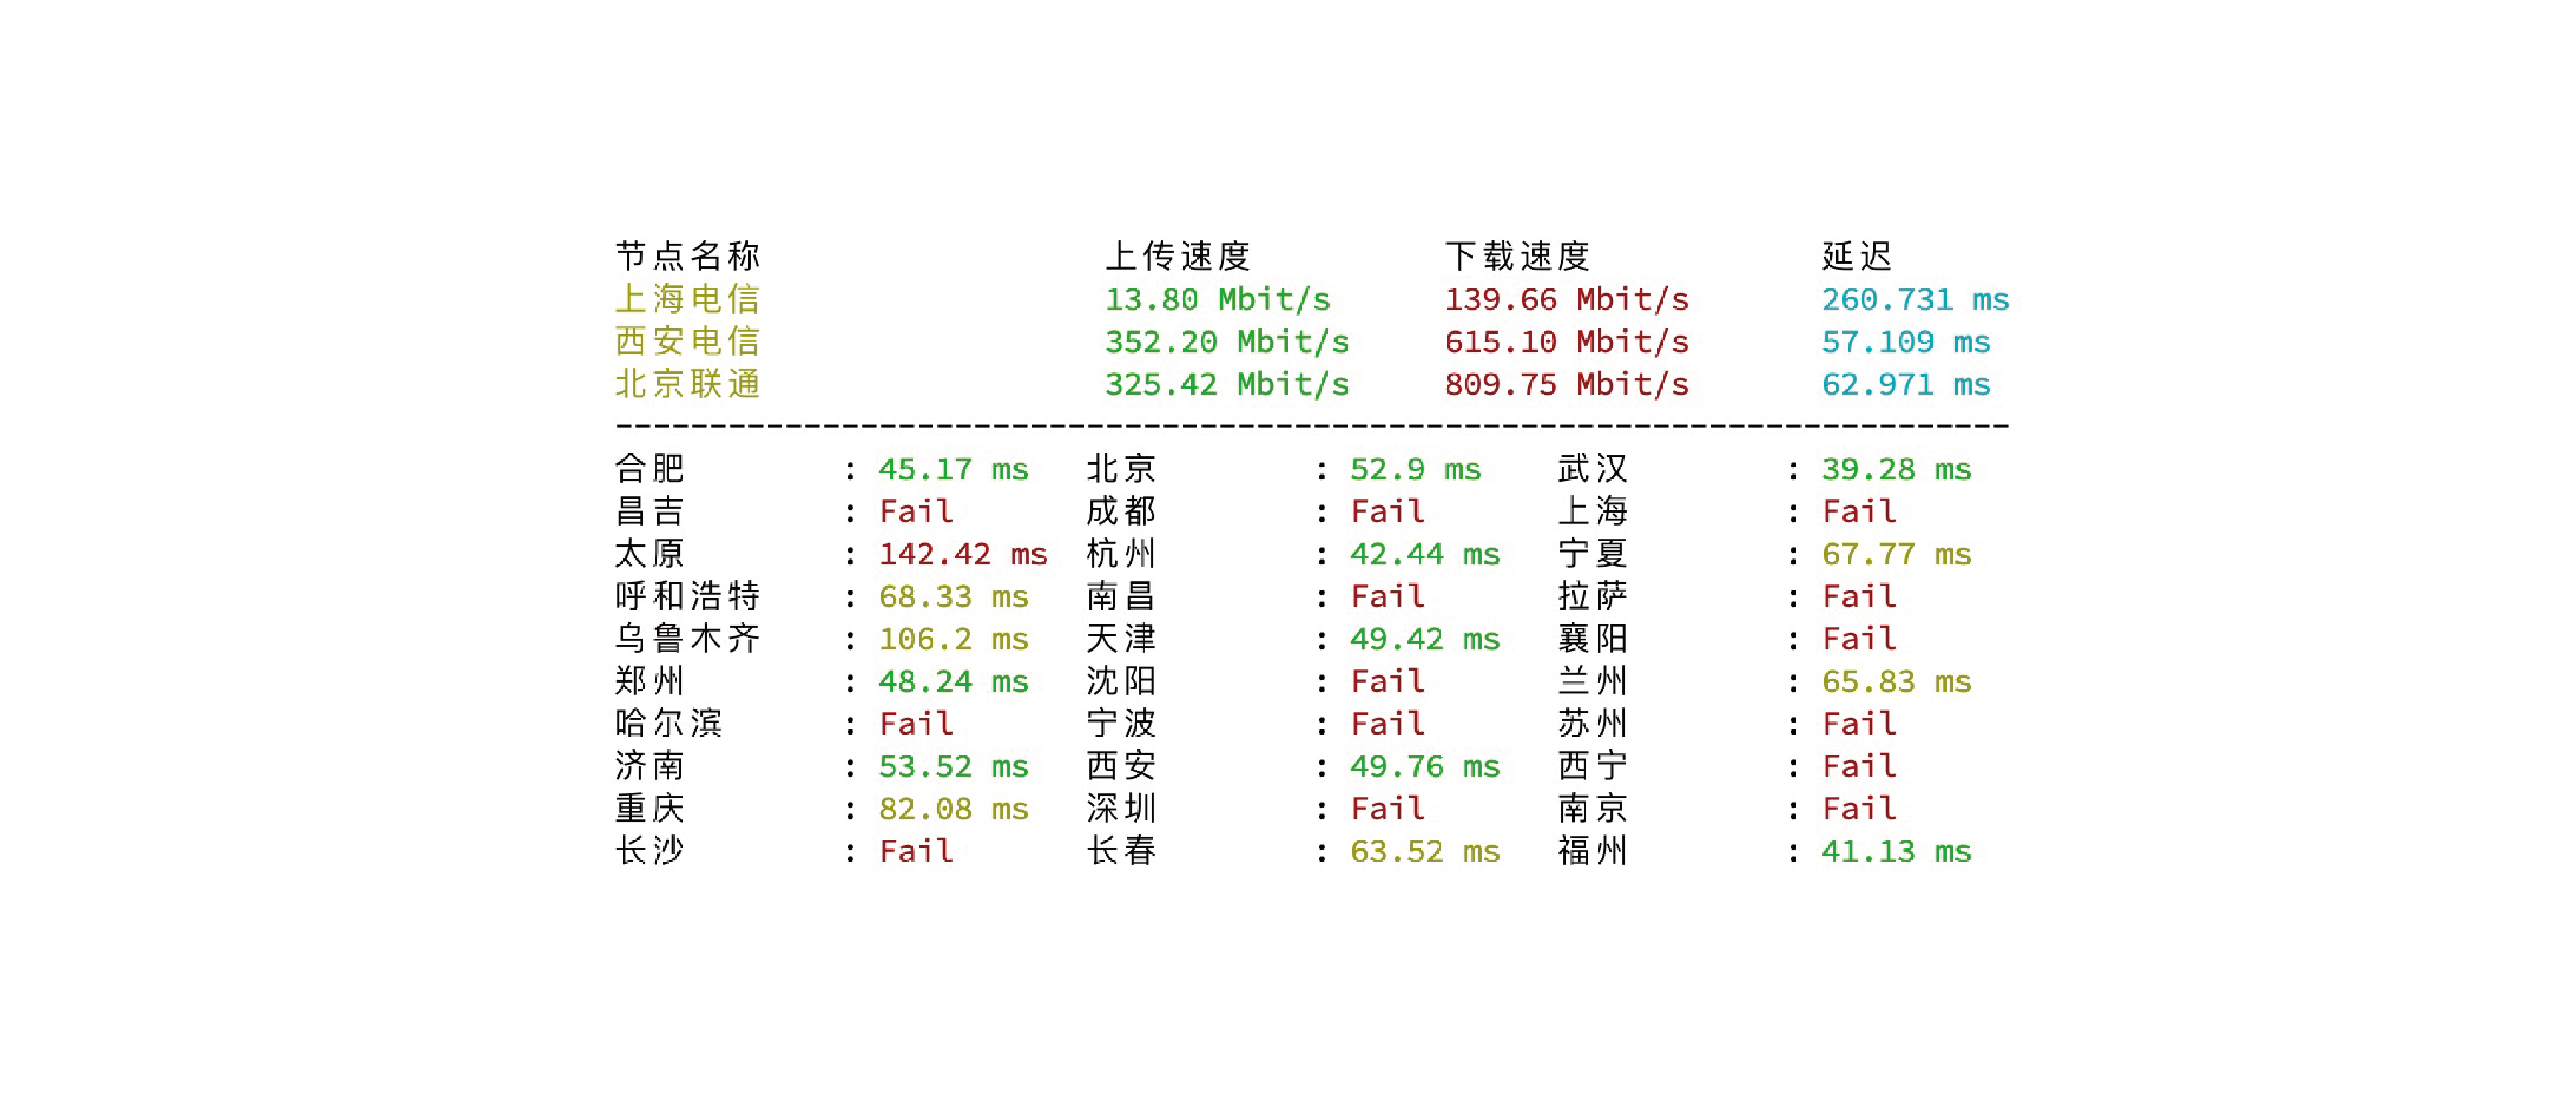 节点名称 上传速度 下载速度 延迟
上海电信 13.80 Mbit/s 139.66 Mbit/s 260.731 ms
西安电信 352.20 Mbit/s 615.10 Mbit/s 57.109 ms
北京联通 325.42 Mbit/s 809.75 Mbit/s 62.971 ms
--------------------------------------------------------------------------
合肥 : 45.17 ms 北京 : 52.9 ms 武汉 : 39.28 ms
昌吉 : Fail 成都 : Fail 上海 : Fail
太原 : 142.42 ms 杭州 : 42.44 ms 宁夏 : 67.77 ms
呼和浩特 : 68.33 ms 南昌 : Fail 拉萨 : Fail
乌鲁木齐 : 106.2 ms 天津 : 49.42 ms 襄阳 : Fail
郑州 : 48.24 ms 沈阳 : Fail 兰州 : 65.83 ms
哈尔滨 : Fail 宁波 : Fail 苏州 : Fail
济南 : 53.52 ms 西安 : 49.76 ms 西宁 : Fail
重庆 : 82.08 ms 深圳 : Fail 南京 : Fail
长沙 : Fail 长春 : 63.52 ms 福州 : 41.13 ms